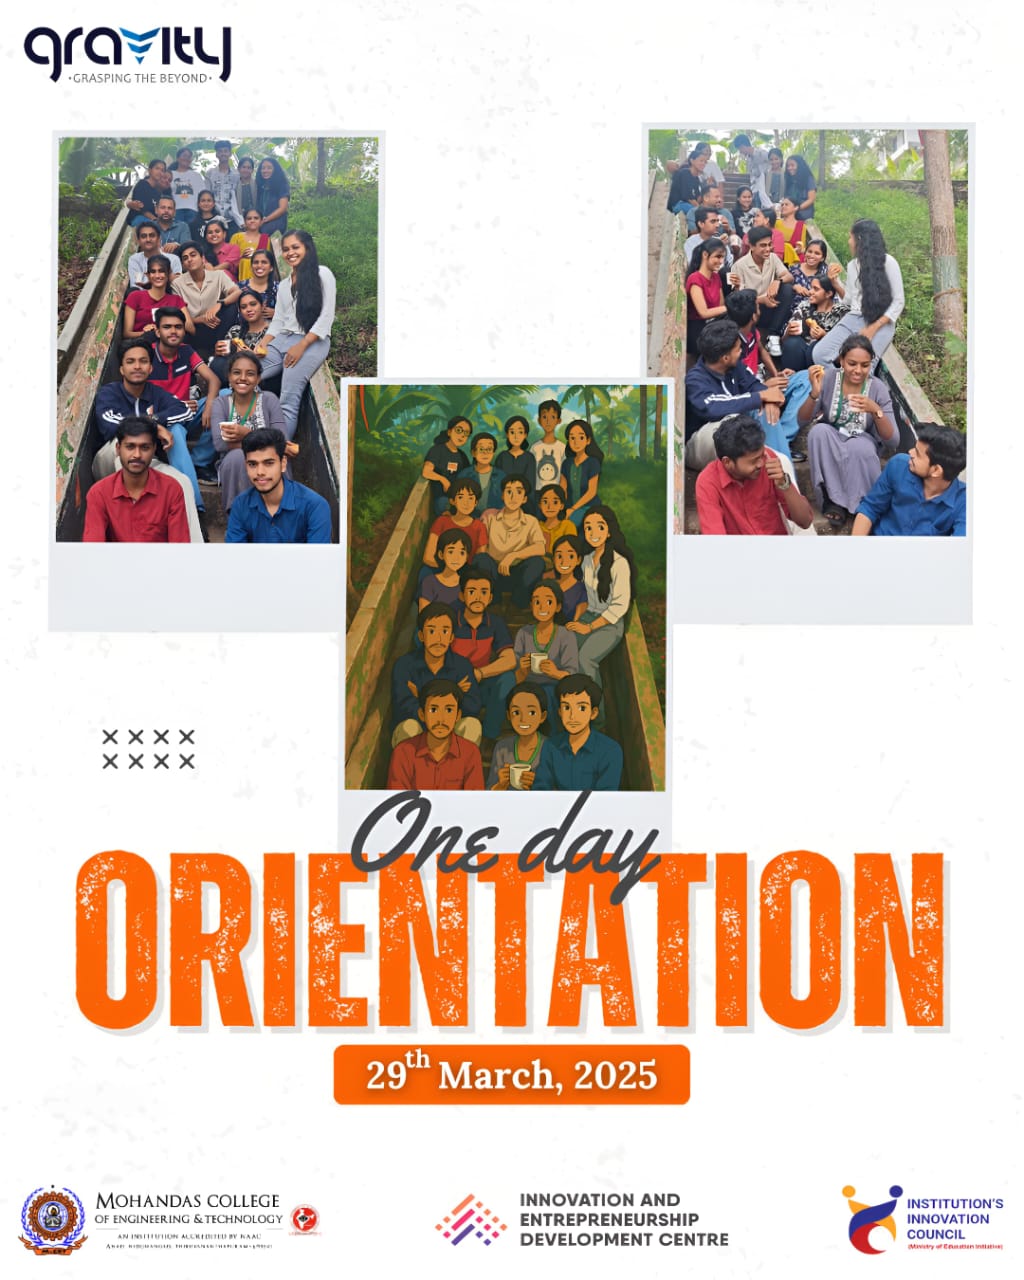 gravity
•GRASPING THE BEYOND•
One day
ORIENTATION
29th March, 2025
MOHANDAS COLLEGE
OF ENGINEERING & TECHNOLOGY
AN INSTITUTION ACCREDITED BY NAAC
INNOVATION AND
ENTREPRENEURSHIP
DEVELOPMENT CENTRE
INSTITUTION'S
INNOVATION
COUNCIL
(Ministry of Education Initiative)